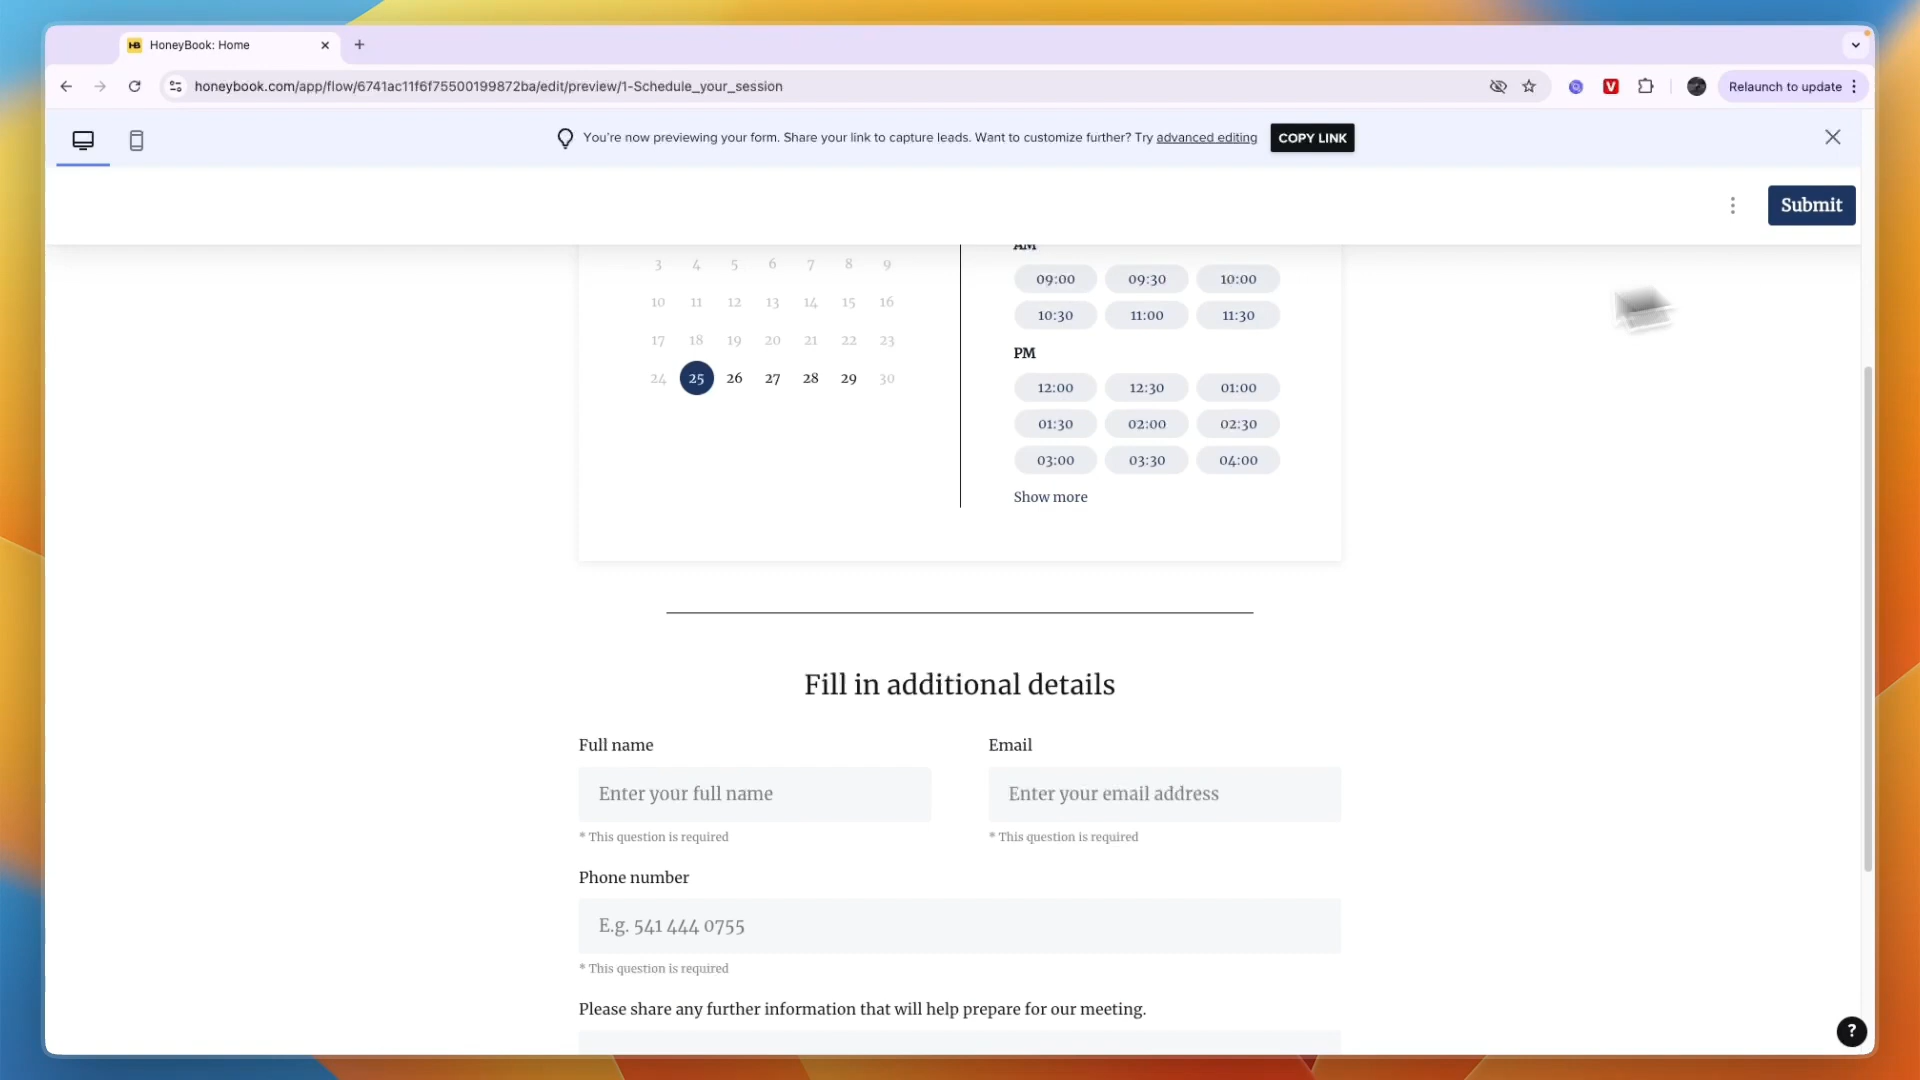 HB HoneyBook: Home
honeybook.com/app/flow/6741ac11f6f75500199872ba/edit/preview/1-Schedule_your_session
V
Relaunch to update
You're now previewing your form. Share your link to capture leads. Want to customize further? Try advanced editing
COPY LINK
Submit
AM
3 4 5 6 7 8 9
09:00 09:30 10:00
10 11 12 13 14 15 16
10:30 11:00 11:30
17 18 19 20 21 22 23
PM
24 25 26 27 28 29 30
12:00 12:30 01:00
01:30 02:00 02:30
03:00 03:30 04:00
Show more
Fill in additional details
Full name
Enter your full name
* This question is required
Email
Enter your email address
* This question is required
Phone number
E.g. 541 444 0755
* This question is required
Please share any further information that will help prepare for our meeting.
?